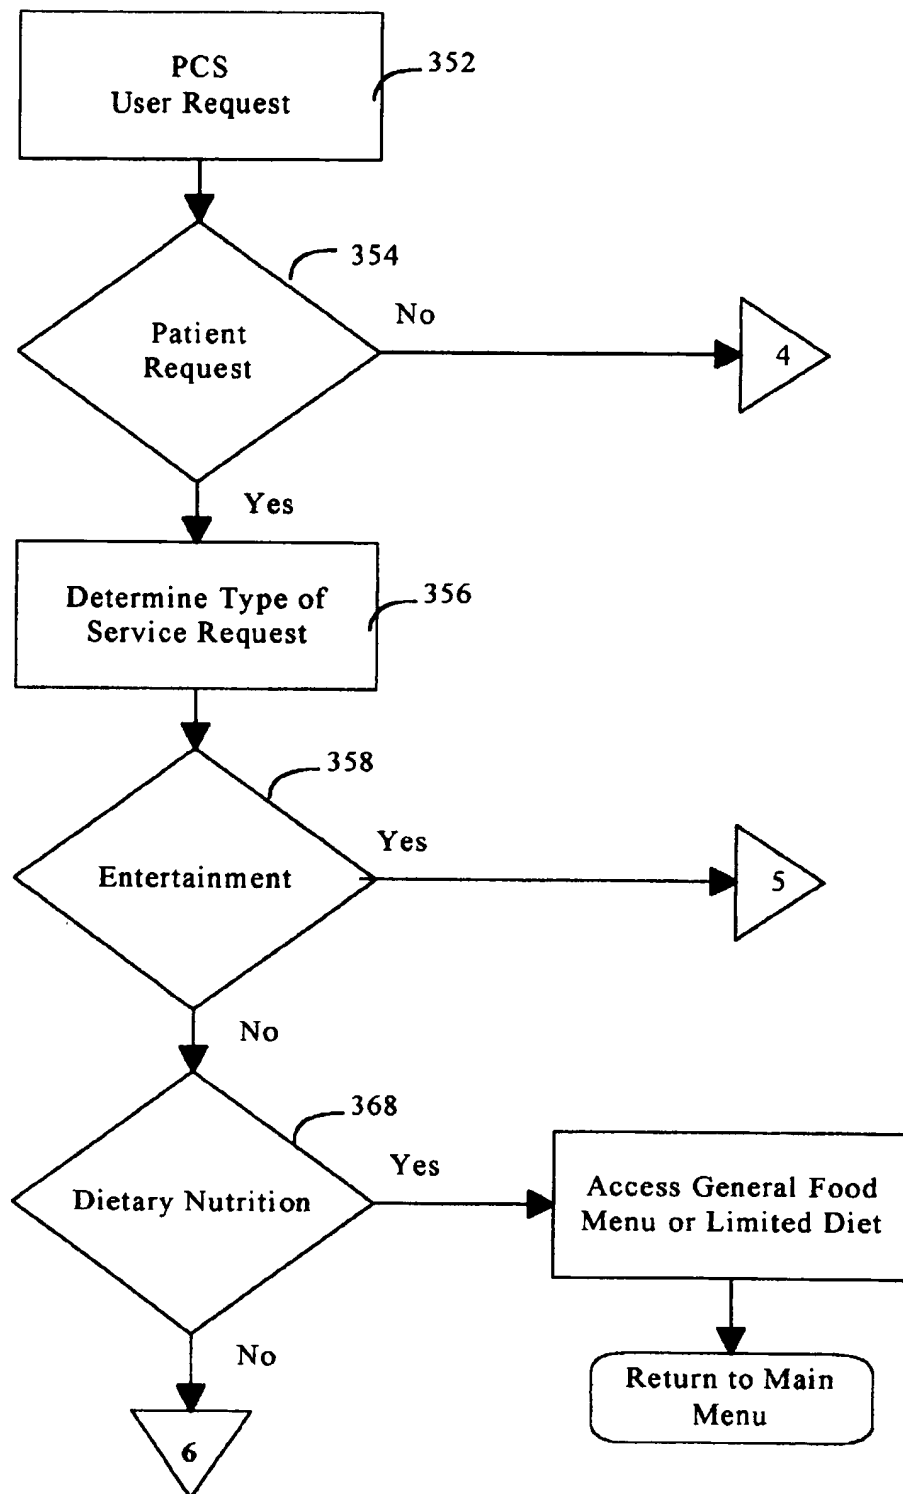 PCS
User Request
352
354
Patient
Request
No
4
Yes
Determine Type of
Service Request
356
358
Entertainment
Yes
5
No
368
Dietary Nutrition
Yes
Access General Food
Menu or Limited Diet
No
Return to Main
Menu
6